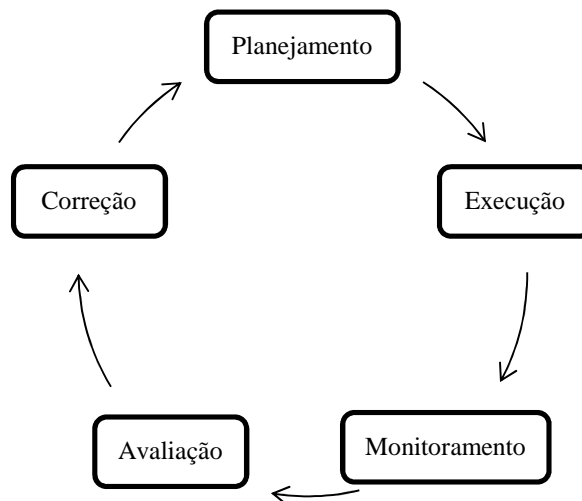 Planejamento
Execução
Monitoramento
Avaliação
Correção